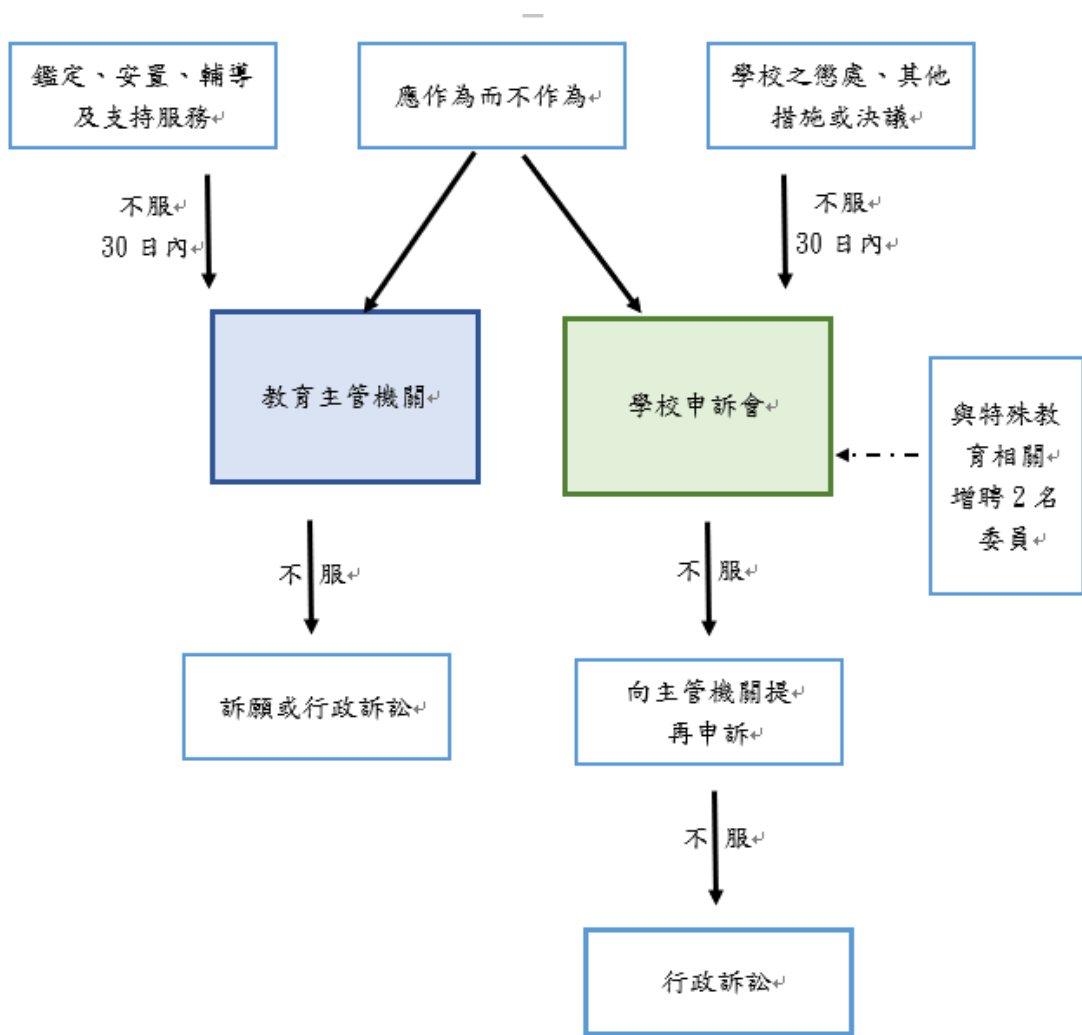 鑑定、安置、輔導
及支持服務↵
應作為而不作為↵
學校之懲處、其他
措施或決議↵
不服↵
30 日內↵
不服↵
30 日內↵
教育主管機關↵
學校申訴會↵
與特殊教
育相關↵
增聘 2 名
委員↵
不 服↵
不 服↵
訴願或行政訴訟↵
向主管機關提↵
再申訴↵
不 服↵
行政訴訟↵